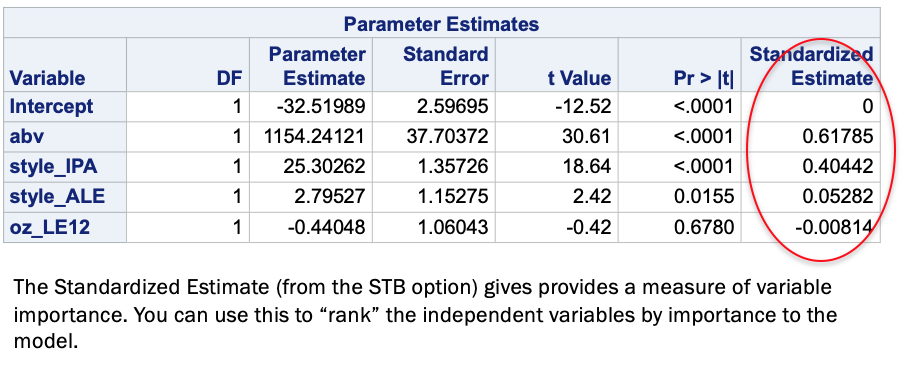 Parameter Estimates
Variable DF Parameter Estimate Standard Error t Value Pr > |t| Standardized Estimate
Intercept 1 -32.51989 2.59695 -12.52 <.0001 0
abv 1 1154.24121 37.70372 30.61 <.0001 0.61785
style_IPA 1 25.30262 1.35726 18.64 <.0001 0.40442
style_ALE 1 2.79527 1.15275 2.42 0.0155 0.05282
oz_LE12 1 -0.44048 1.06043 -0.42 0.6780 -0.00814
The Standardized Estimate (from the STB option) gives provides a measure of variable
importance. You can use this to “rank” the independent variables by importance to the
model.